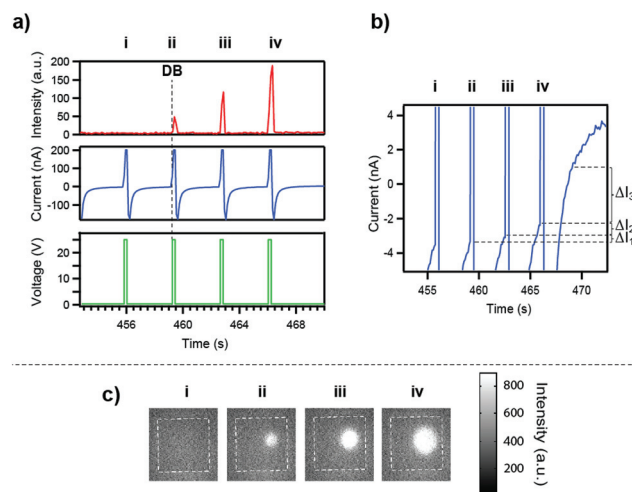 a)
i ii iii iv
DB
Intensity (a.u.)
200
150
100
50
0
Current (nA)
100
0
-100
Voltage (V)
20
10
0
456 460 464 468
Time (s)
b)
i ii iii iv
Current (nA)
4
2
0
-2
-4
ΔI3
ΔI2
ΔI1
455 460 465 470
Time (s)
c)
i ii iii iv
800
600
400
200
Intensity (a.u.)